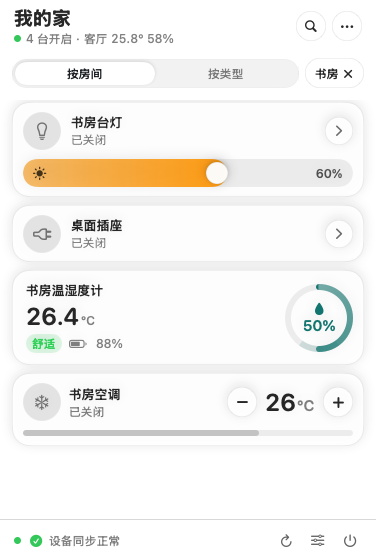 我的家
4 台开启 · 客厅 25.8° 58%
按房间
按类型
书房 ×
书房台灯
已关闭
60%
桌面插座
已关闭
书房温湿度计
26.4°C
舒适 88%
50%
书房空调
已关闭
− 26°C +
设备同步正常